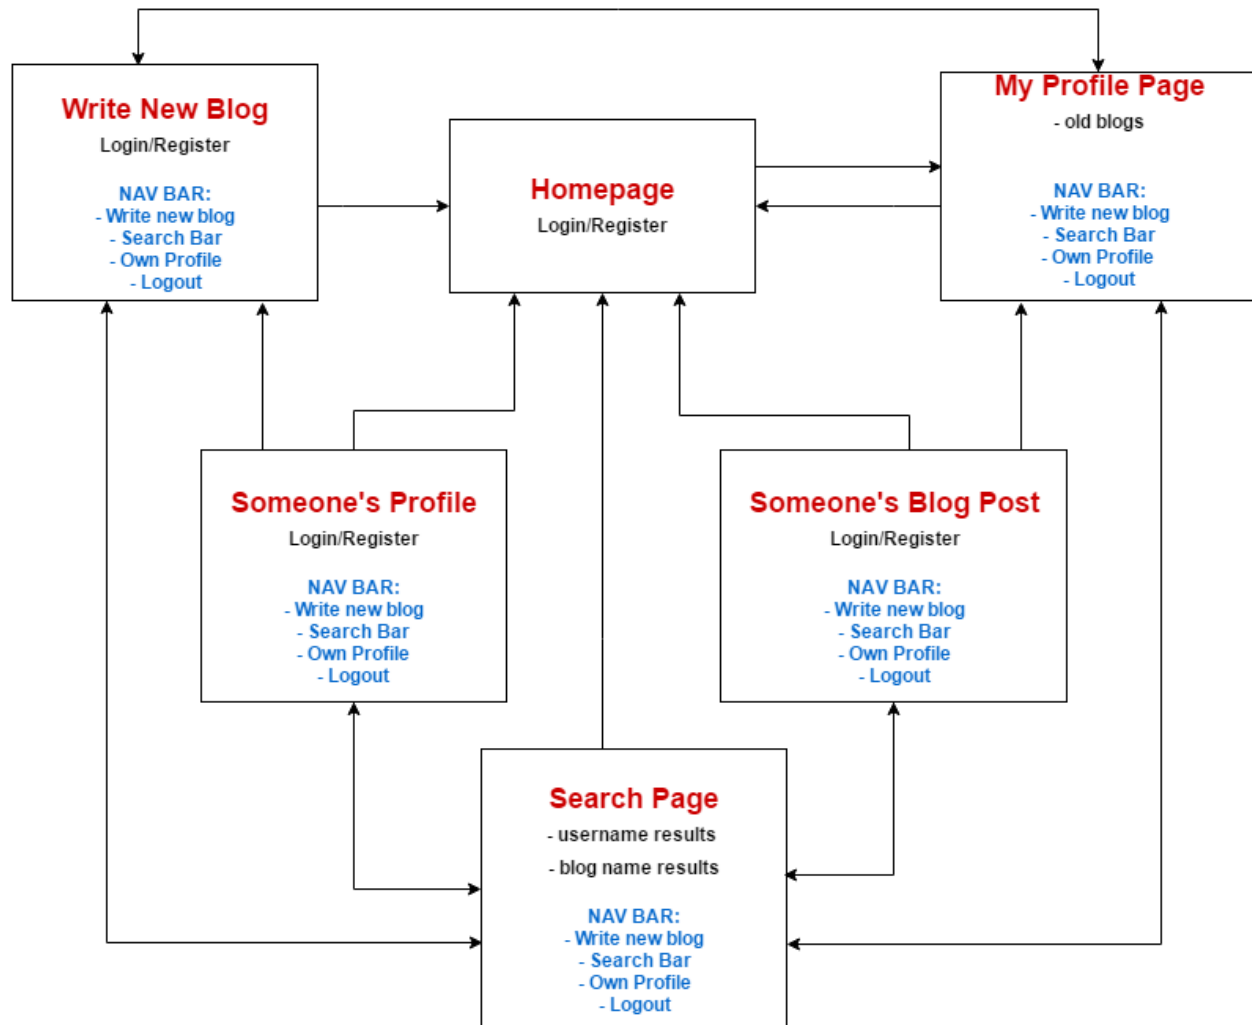 Write New Blog
Login/Register
NAV BAR:
- Write new blog
- Search Bar
- Own Profile
- Logout
Homepage
Login/Register
My Profile Page
- old blogs
NAV BAR:
- Write new blog
- Search Bar
- Own Profile
- Logout
Someone's Profile
Login/Register
NAV BAR:
- Write new blog
- Search Bar
- Own Profile
- Logout
Someone's Blog Post
Login/Register
NAV BAR:
- Write new blog
- Search Bar
- Own Profile
- Logout
Search Page
- username results
- blog name results
NAV BAR:
- Write new blog
- Search Bar
- Own Profile
- Logout